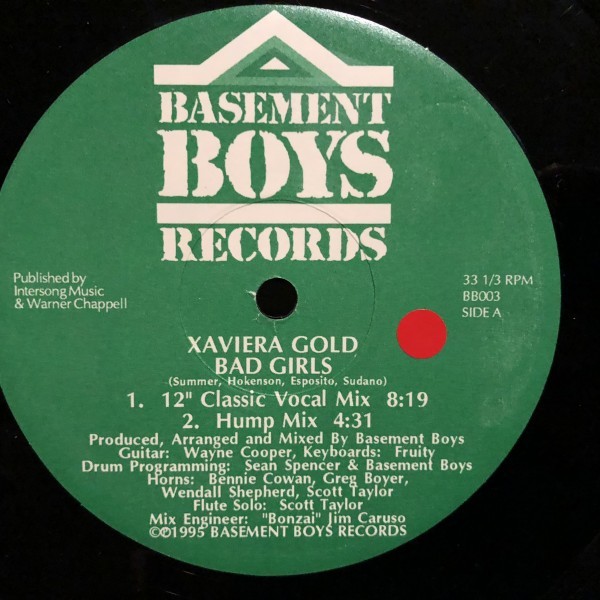 BASEMENT
BOYS
RECORDS
Published by
Intersong Music
& Warner Chappell
33 1/3 RPM
BB003
SIDE A
XAVIERA GOLD
BAD GIRLS
(Summer, Hokenson, Esposito, Sudano)
1. 12" Classic Vocal Mix 8:19
2. Hump Mix 4:31
Produced, Arranged and Mixed By Basement Boys
Guitar: Wayne Cooper, Keyboards: Fruity
Drum Programming: Sean Spencer & Basement Boys
Horns: Bennie Cowan, Greg Boyer,
Wendall Shepherd, Scott Taylor
Flute Solo: Scott Taylor
Mix Engineer: "Bonzai" Jim Caruso
©℗1995 BASEMENT BOYS RECORDS